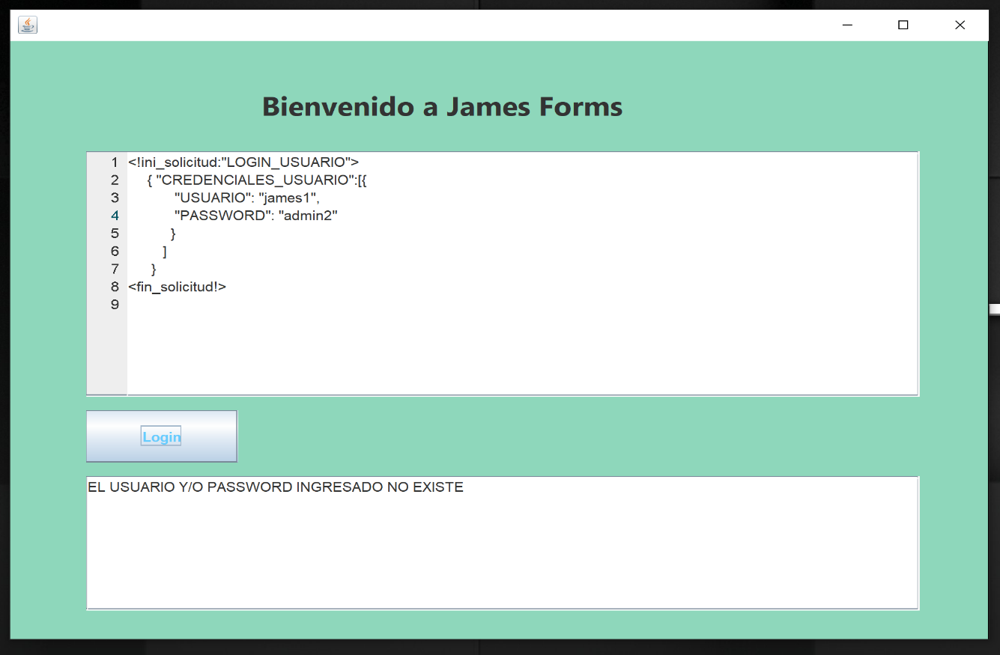 Bienvenido a James Forms
1 <!ini_solicitud:"LOGIN_USUARIO">
2 { "CREDENCIALES_USUARIO":[{
3 "USUARIO": "james1",
4 "PASSWORD": "admin2"
5 }
6 ]
7 }
8 <fin_solicitud!>
9
Login
EL USUARIO Y/O PASSWORD INGRESADO NO EXISTE